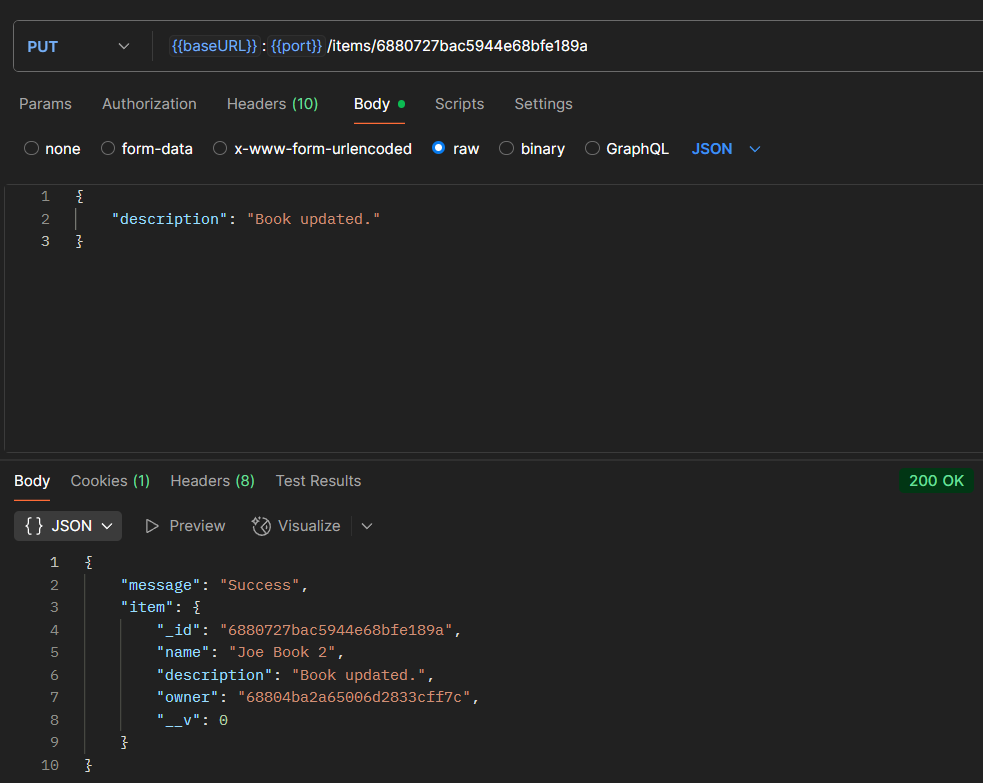 PUT {{baseURL}}:{{port}}/items/6880727bac5944e68bfe189a
Params Authorization Headers (10) Body Scripts Settings
none form-data x-www-form-urlencoded raw binary GraphQL JSON
1 {
2 "description": "Book updated."
3 }
Body Cookies (1) Headers (8) Test Results 200 OK
{} JSON Preview Visualize
1 {
2 "message": "Success",
3 "item": {
4 "_id": "6880727bac5944e68bfe189a",
5 "name": "Joe Book 2",
6 "description": "Book updated.",
7 "owner": "68804ba2a65006d2833cff7c",
8 "__v": 0
9 }
10 }